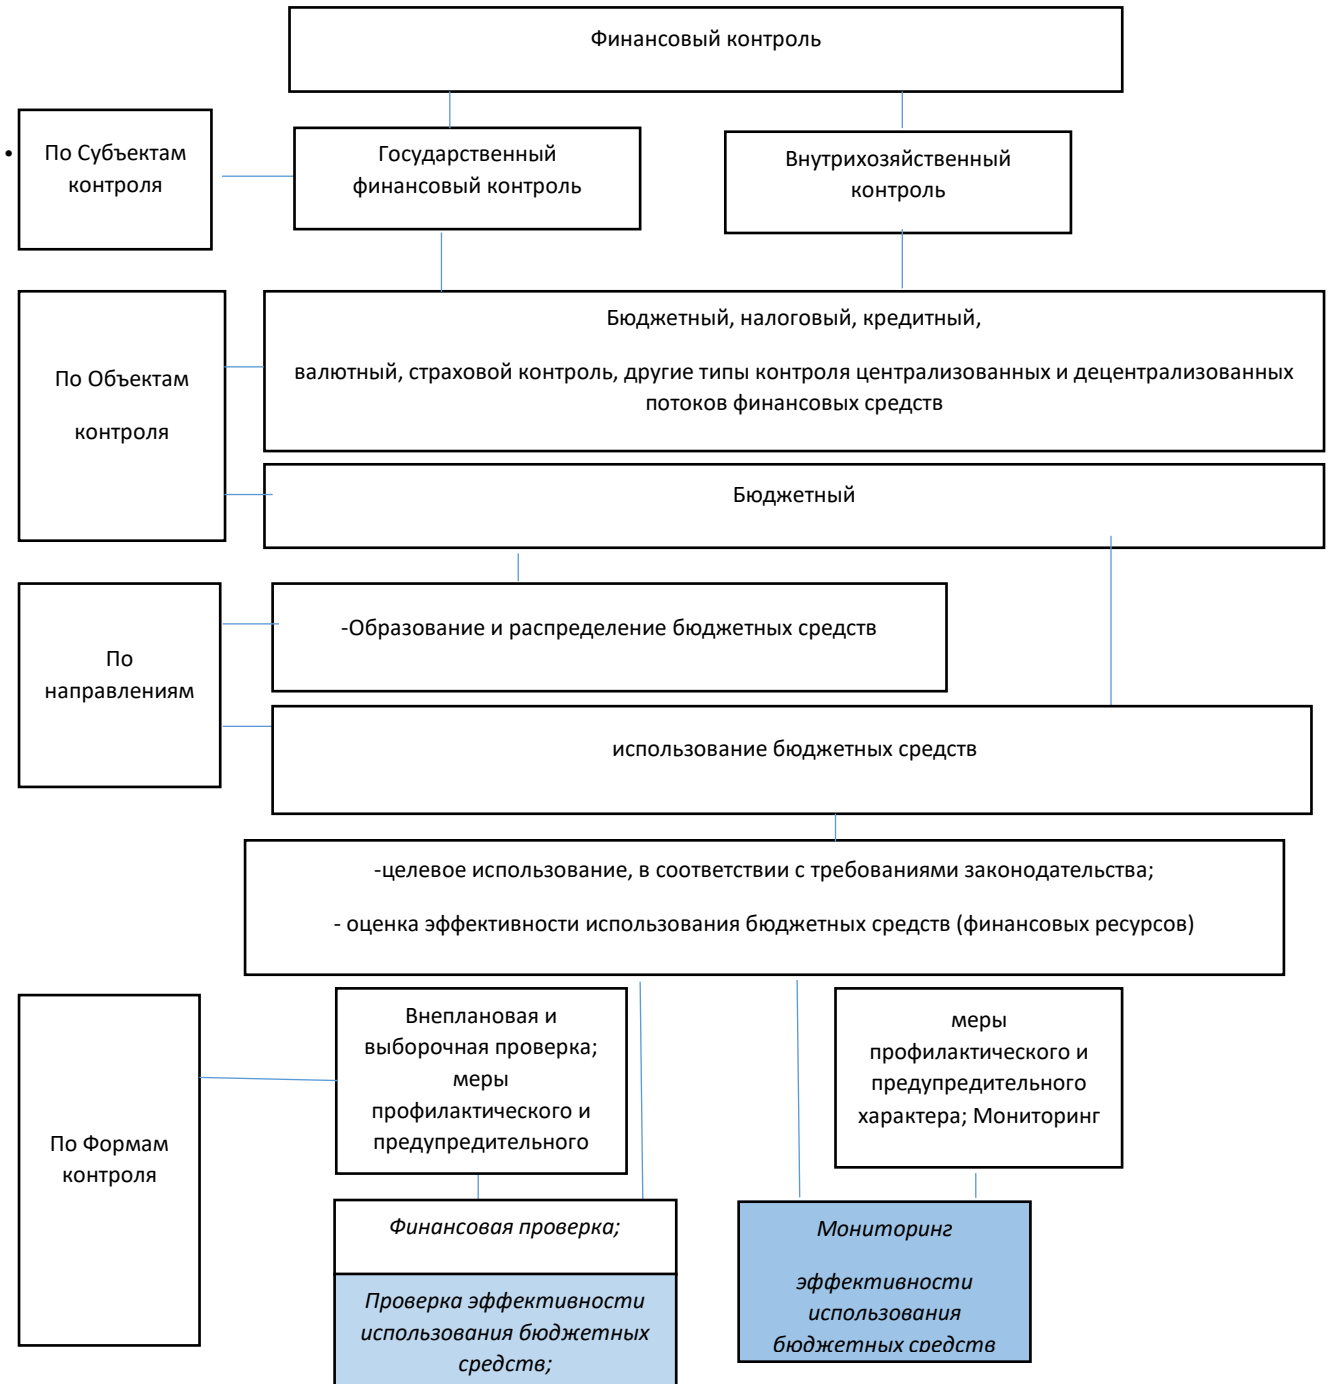 Финансовый контроль
•
По Субъектам
контроля
Государственный
финансовый контроль
Внутрихозяйственный
контроль
По Объектам
контроля
Бюджетный, налоговый, кредитный,
валютный, страховой контроль, другие типы контроля централизованных и децентрализованных
потоков финансовых средств
Бюджетный
По
направлениям
-Образование и распределение бюджетных средств
использование бюджетных средств
-целевое использование, в соответствии с требованиями законодательства;
- оценка эффективности использования бюджетных средств (финансовых ресурсов)
По Формам
контроля
Внеплановая и
выборочная проверка;
меры
профилактического и
предупредительного
меры
профилактического и
предупредительного
характера; Мониторинг
Финансовая проверка;
Проверка эффективности
использования бюджетных
средств;
Мониторинг
эффективности
использования
бюджетных средств